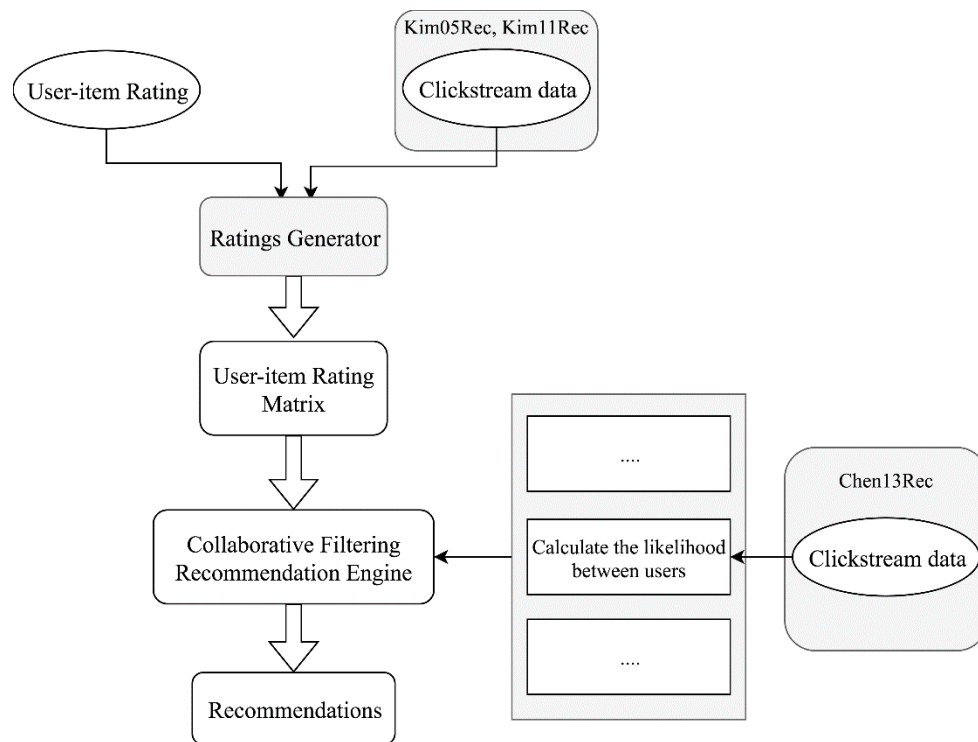 Kim05Rec, Kim11Rec
User-item Rating
Clickstream data
Ratings Generator
User-item Rating
Matrix
....
Chen13Rec
Collaborative Filtering
Recommendation Engine
Calculate the likelihood
between users
Clickstream data
....
Recommendations